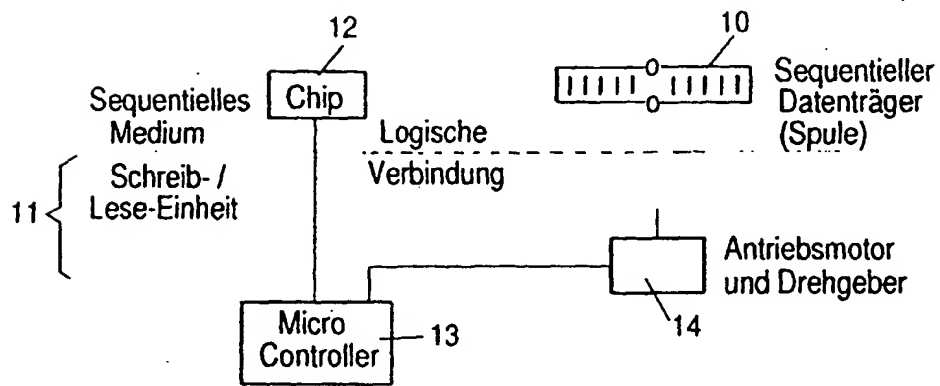 12
10
Chip
Sequentielles
Medium
Sequentieller
Datenträger
(Spule)
Logische
Verbindung
11
Schreib- /
Lese-Einheit
Antriebsmotor
und Drehgeber
14
Micro
Controller
13